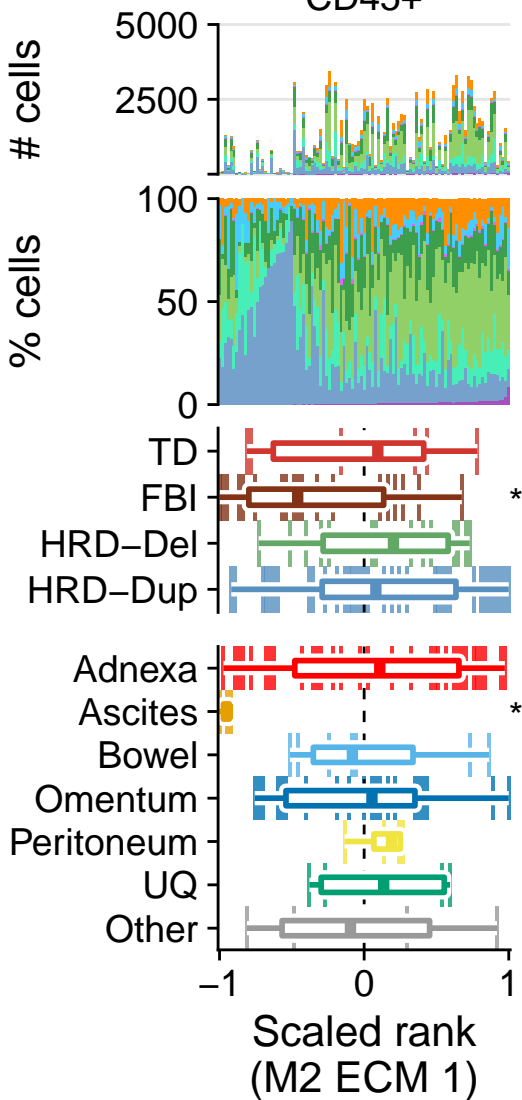 CD45+
5000
2500
# cells
100
50
0
% cells
TD
FBI *
HRD−Del
HRD−Dup
Adnexa
Ascites *
Bowel
Omentum
Peritoneum
UQ
Other
−1 0 1
Scaled rank
(M2 ECM 1)